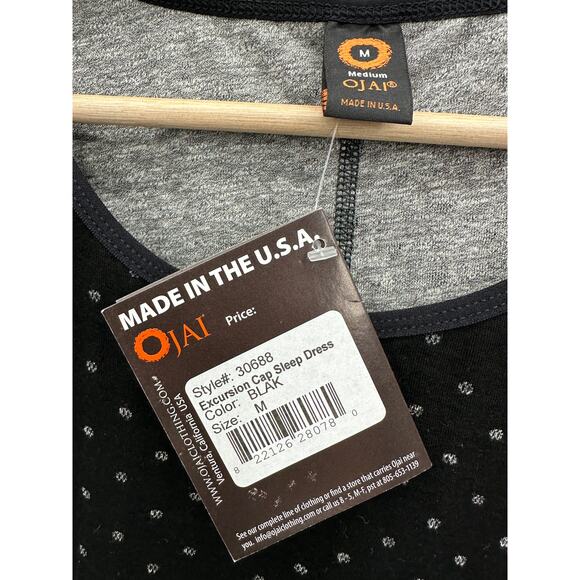 M
Medium
OJAI®
MADE IN U.S.A.
MADE IN THE U.S.A.
OJAI
Price:
WWW.OJAICLOTHING.COM
Ventura, California USA
Style#: 30688
Excursion Cap Sleep Dress
Color: BLAK
Size: M
8 22126 28078 0
See our complete line of clothing or find a store that carries Ojai near
you. info@ojaiclothing.com or call us 8 - 5, M-F, pst at 805-653-1139